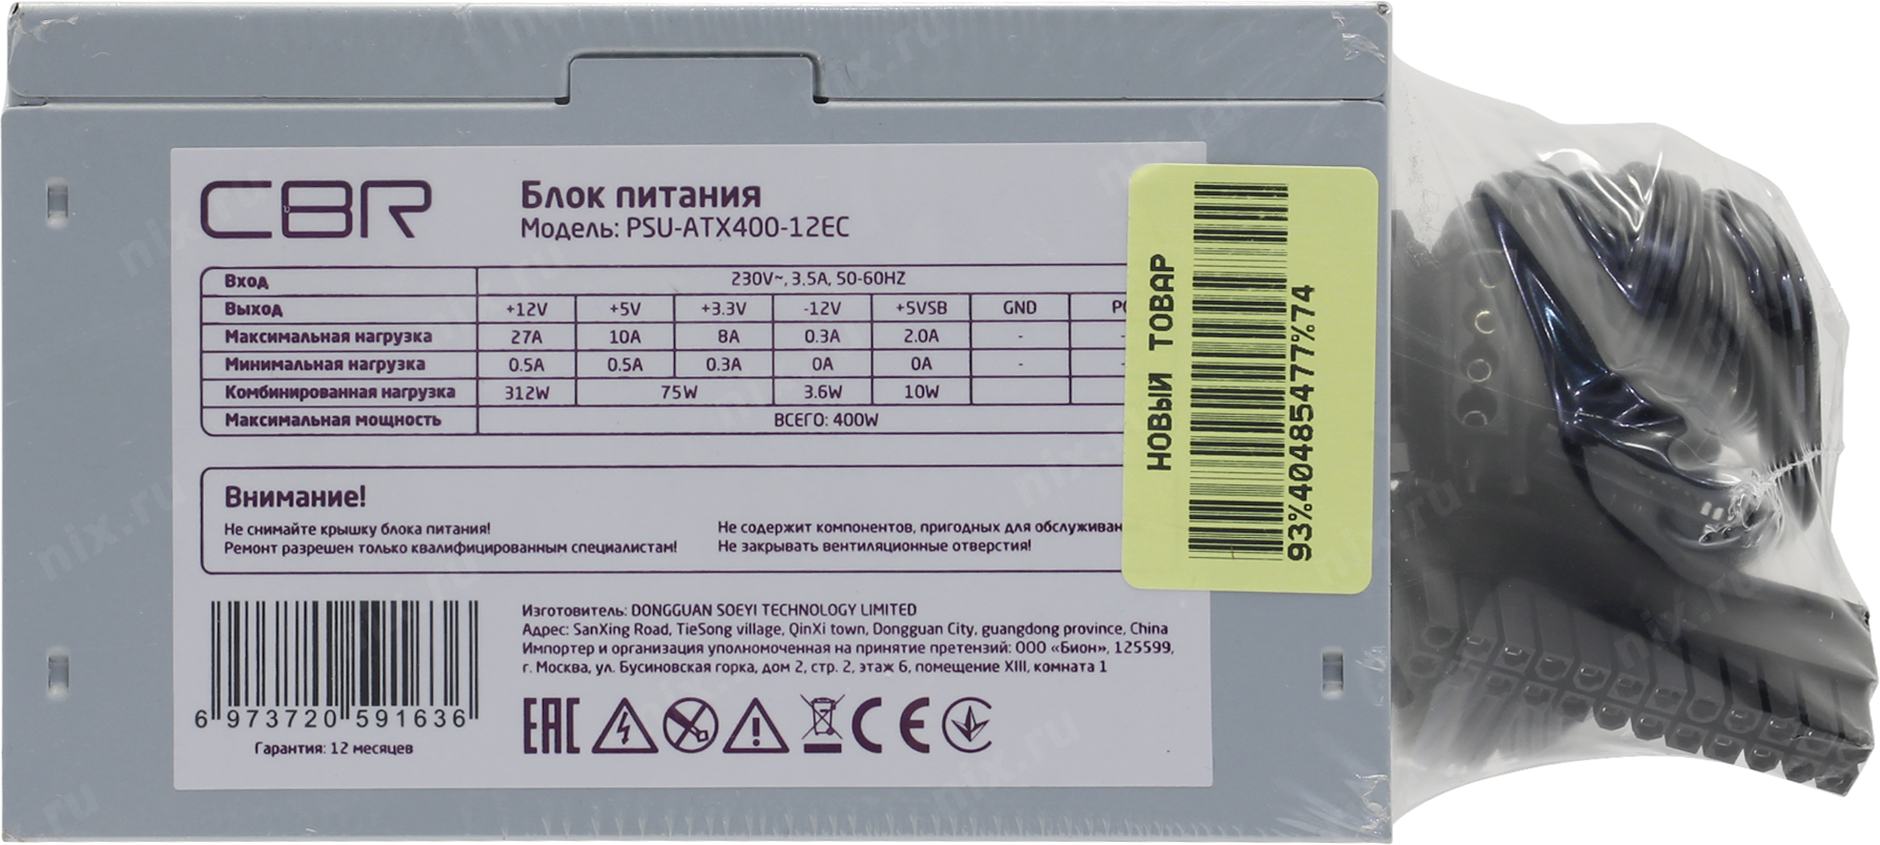 CBR
Блок питания
Модель: PSU-ATX400-12EC
Вход 230V~, 3.5A, 50-60HZ
Выход +12V +5V +3.3V -12V +5VSB GND
Максимальная нагрузка 27A 10A 8A 0.3A 2.0A -
Минимальная нагрузка 0.5A 0.5A 0.3A 0A 0A -
Комбинированная нагрузка 312W 75W 3.6W 10W
Максимальная мощность ВСЕГО: 400W
Внимание!
Не снимайте крышку блока питания!
Ремонт разрешен только квалифицированным специалистам!
Не содержит компонентов, пригодных для
Не закрывать вентиляционные отверстия!
Изготовитель: DONGGUAN SOEYI TECHNOLOGY LIMITED
Адрес: SanXing Road, TieSong village, QinXi town, Dongguan City, guangdong province, China
Импортер и организация уполномоченная на принятие претензий: ООО «Бион», 125599,
г. Москва, ул. Бусиновская горка, дом 2, стр. 2, этаж 6, помещение XIII, комната 1
6 973720 591636
Гарантия: 12 месяцев
EAC
CE
НОВЫЙ ТОВАР
93%40485477%74
nix.ru